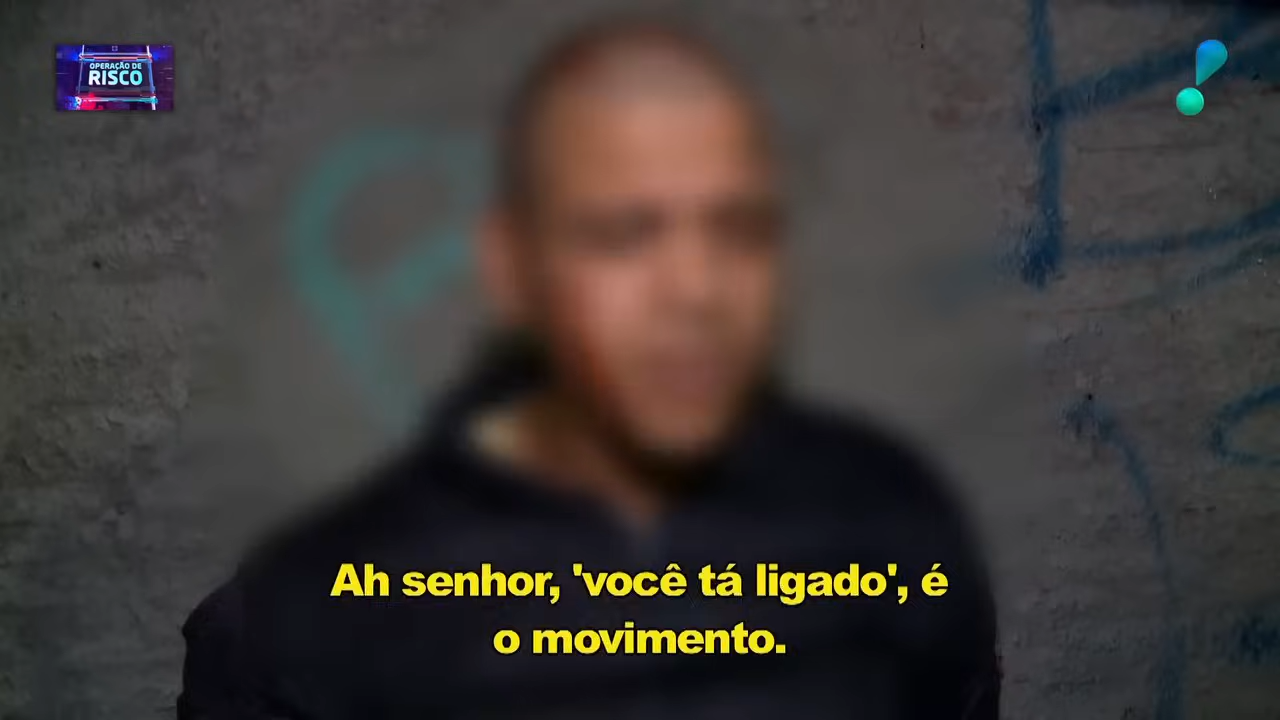 OPERAÇÃO DE
RISCO
Ah senhor, 'você tá ligado', é
o movimento.